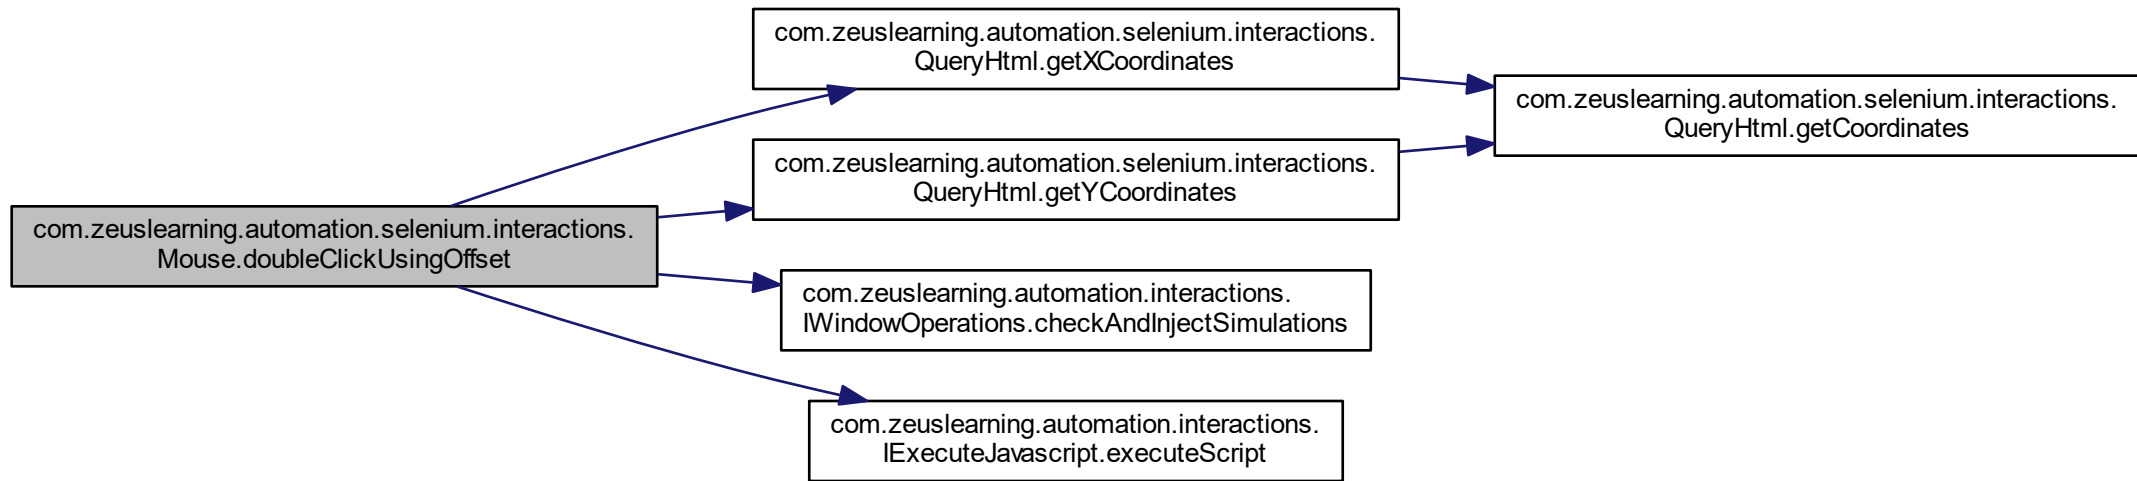 com.zeuslearning.automation.selenium.interactions.
Mouse.doubleClickUsingOffset
com.zeuslearning.automation.selenium.interactions.
QueryHtml.getXCoordinates
com.zeuslearning.automation.selenium.interactions.
QueryHtml.getYCoordinates
com.zeuslearning.automation.interactions.
IWindowOperations.checkAndInjectSimulations
com.zeuslearning.automation.interactions.
IExecuteJavascript.executeScript
com.zeuslearning.automation.selenium.interactions.
QueryHtml.getCoordinates